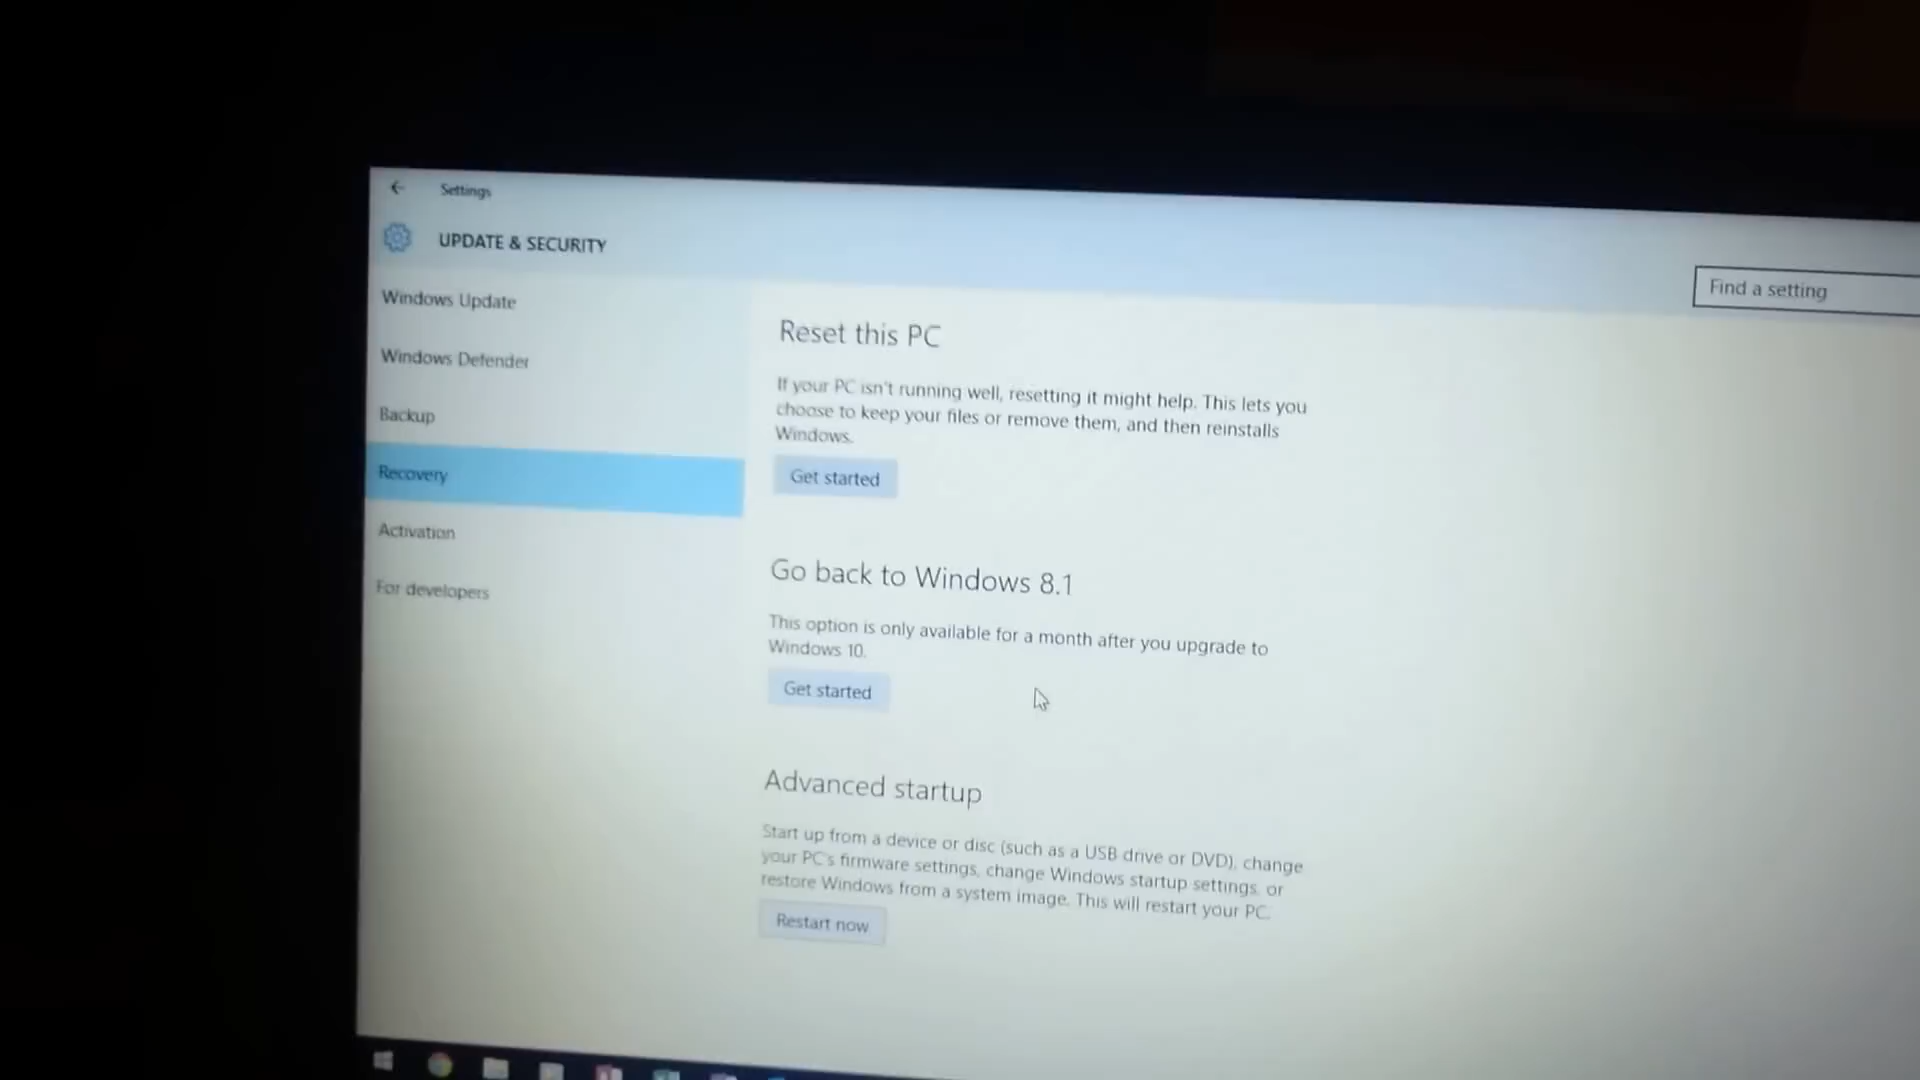 Settings
UPDATE & SECURITY
Find a setting
Windows Update
Windows Defender
Backup
Recovery
Activation
For developers
Reset this PC
If your PC isn't running well, resetting it might help. This lets you
choose to keep your files or remove them, and then reinstalls
Windows.
Get started
Go back to Windows 8.1
This option is only available for a month after you upgrade to
Windows 10.
Get started
Advanced startup
Start up from a device or disc (such as a USB drive or DVD), change
your PC's firmware settings, change Windows startup settings, or
restore Windows from a system image. This will restart your PC.
Restart now